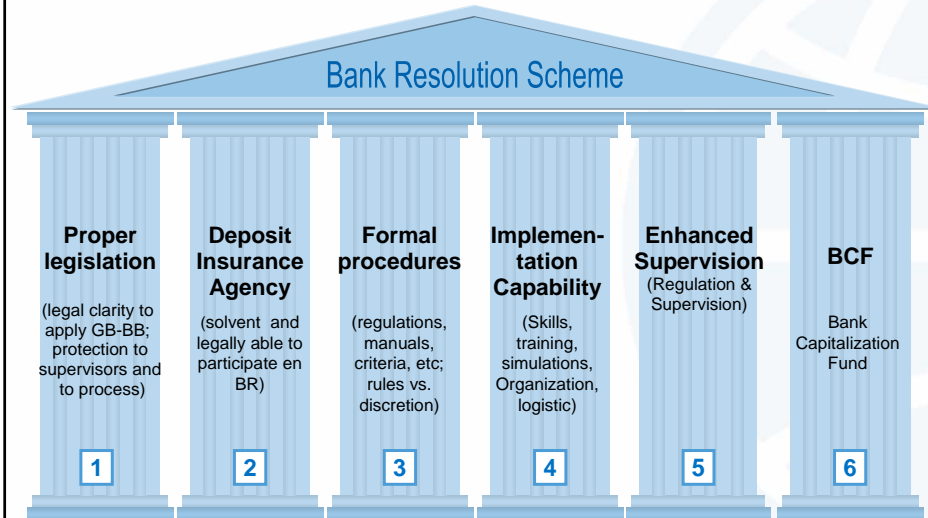 Bank Resolution Scheme
Proper
legislation
(legal clarity to
apply GB-BB;
protection to
supervisors and
to process)
1
Deposit
Insurance
Agency
(solvent and
legally able to
participate en
BR)
2
Formal
procedures
(regulations,
manuals,
criteria, etc;
rules vs.
discretion)
3
Implemen-
tation
Capability
(Skills,
training,
simulations,
Organization,
logistic)
4
Enhanced
Supervision
(Regulation &
Supervision)
5
BCF
Bank
Capitalization
Fund
6